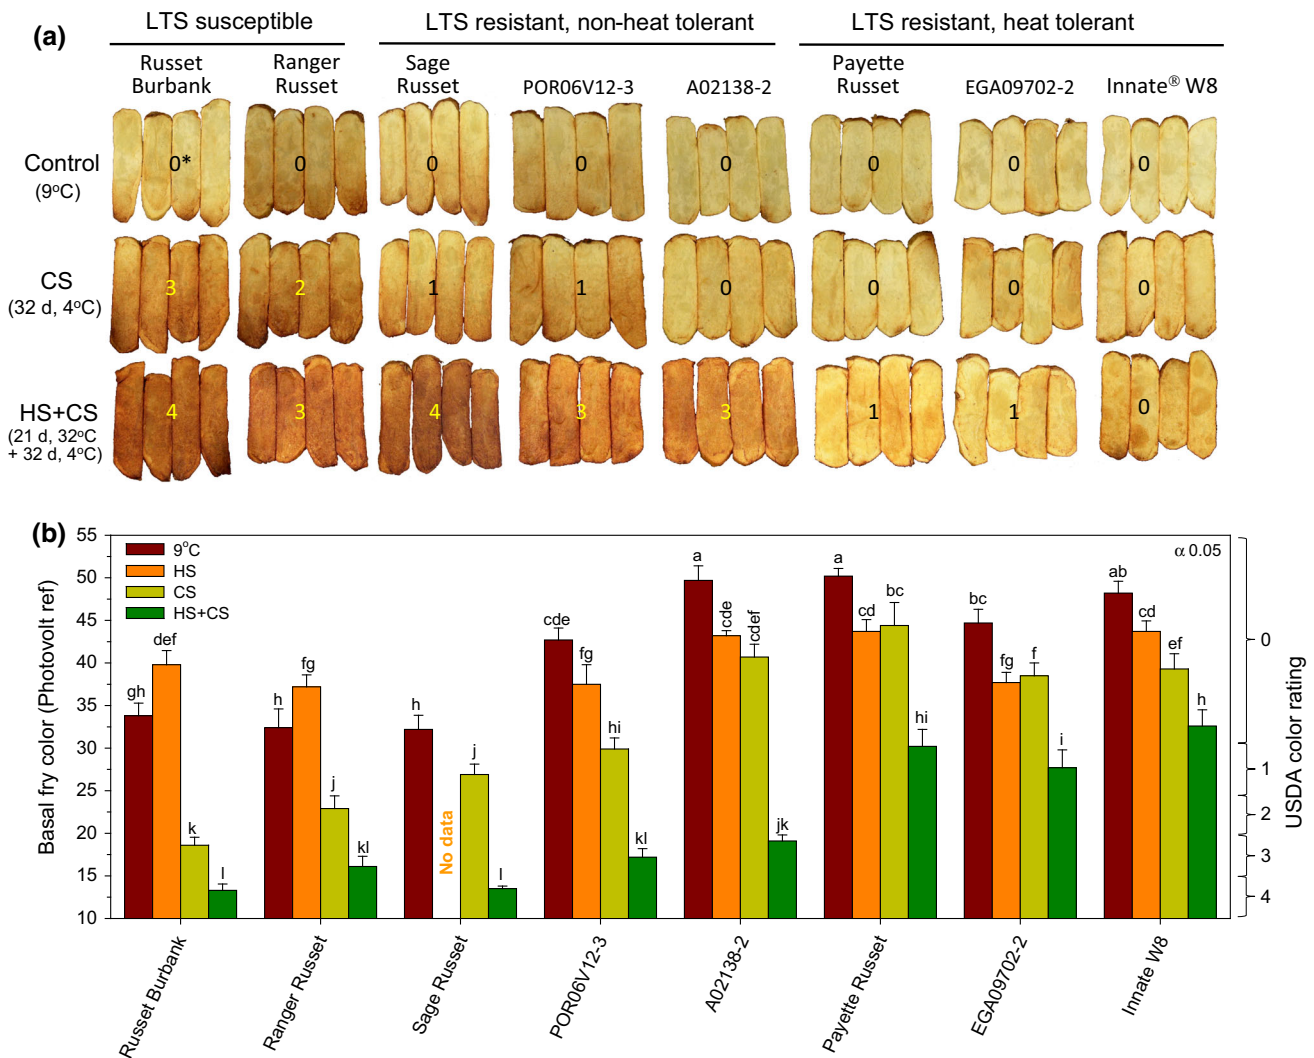 (a)
LTS susceptible
LTS resistant, non-heat tolerant
LTS resistant, heat tolerant
Russet
Burbank
Ranger
Russet
Sage
Russet
POR06V12-3
A02138-2
Payette
Russet
EGA09702-2
Innate® W8
Control
(9°C)
0*
0
0
0
0
0
0
0
CS
(32 d, 4°C)
3
2
1
1
0
0
0
0
HS+CS
(21 d, 32°C
+ 32 d, 4°C)
4
3
4
3
3
1
1
0
(b)
Basal fry color (Photovolt ref)
55
50
45
40
35
30
25
20
15
10
9°C
HS
CS
HS+CS
α 0.05
gh
def
k
l
h
fg
j
kl
h
No data
j
l
cde
fg
hi
kl
a
cde
cdef
jk
a
cd
bc
hi
bc
fg
f
i
ab
cd
ef
h
0
1
2
3
4
USDA color rating
Russet Burbank
Ranger Russet
Sage Russet
POR06V12-3
A02138-2
Payette Russet
EGA09702-2
Innate W8